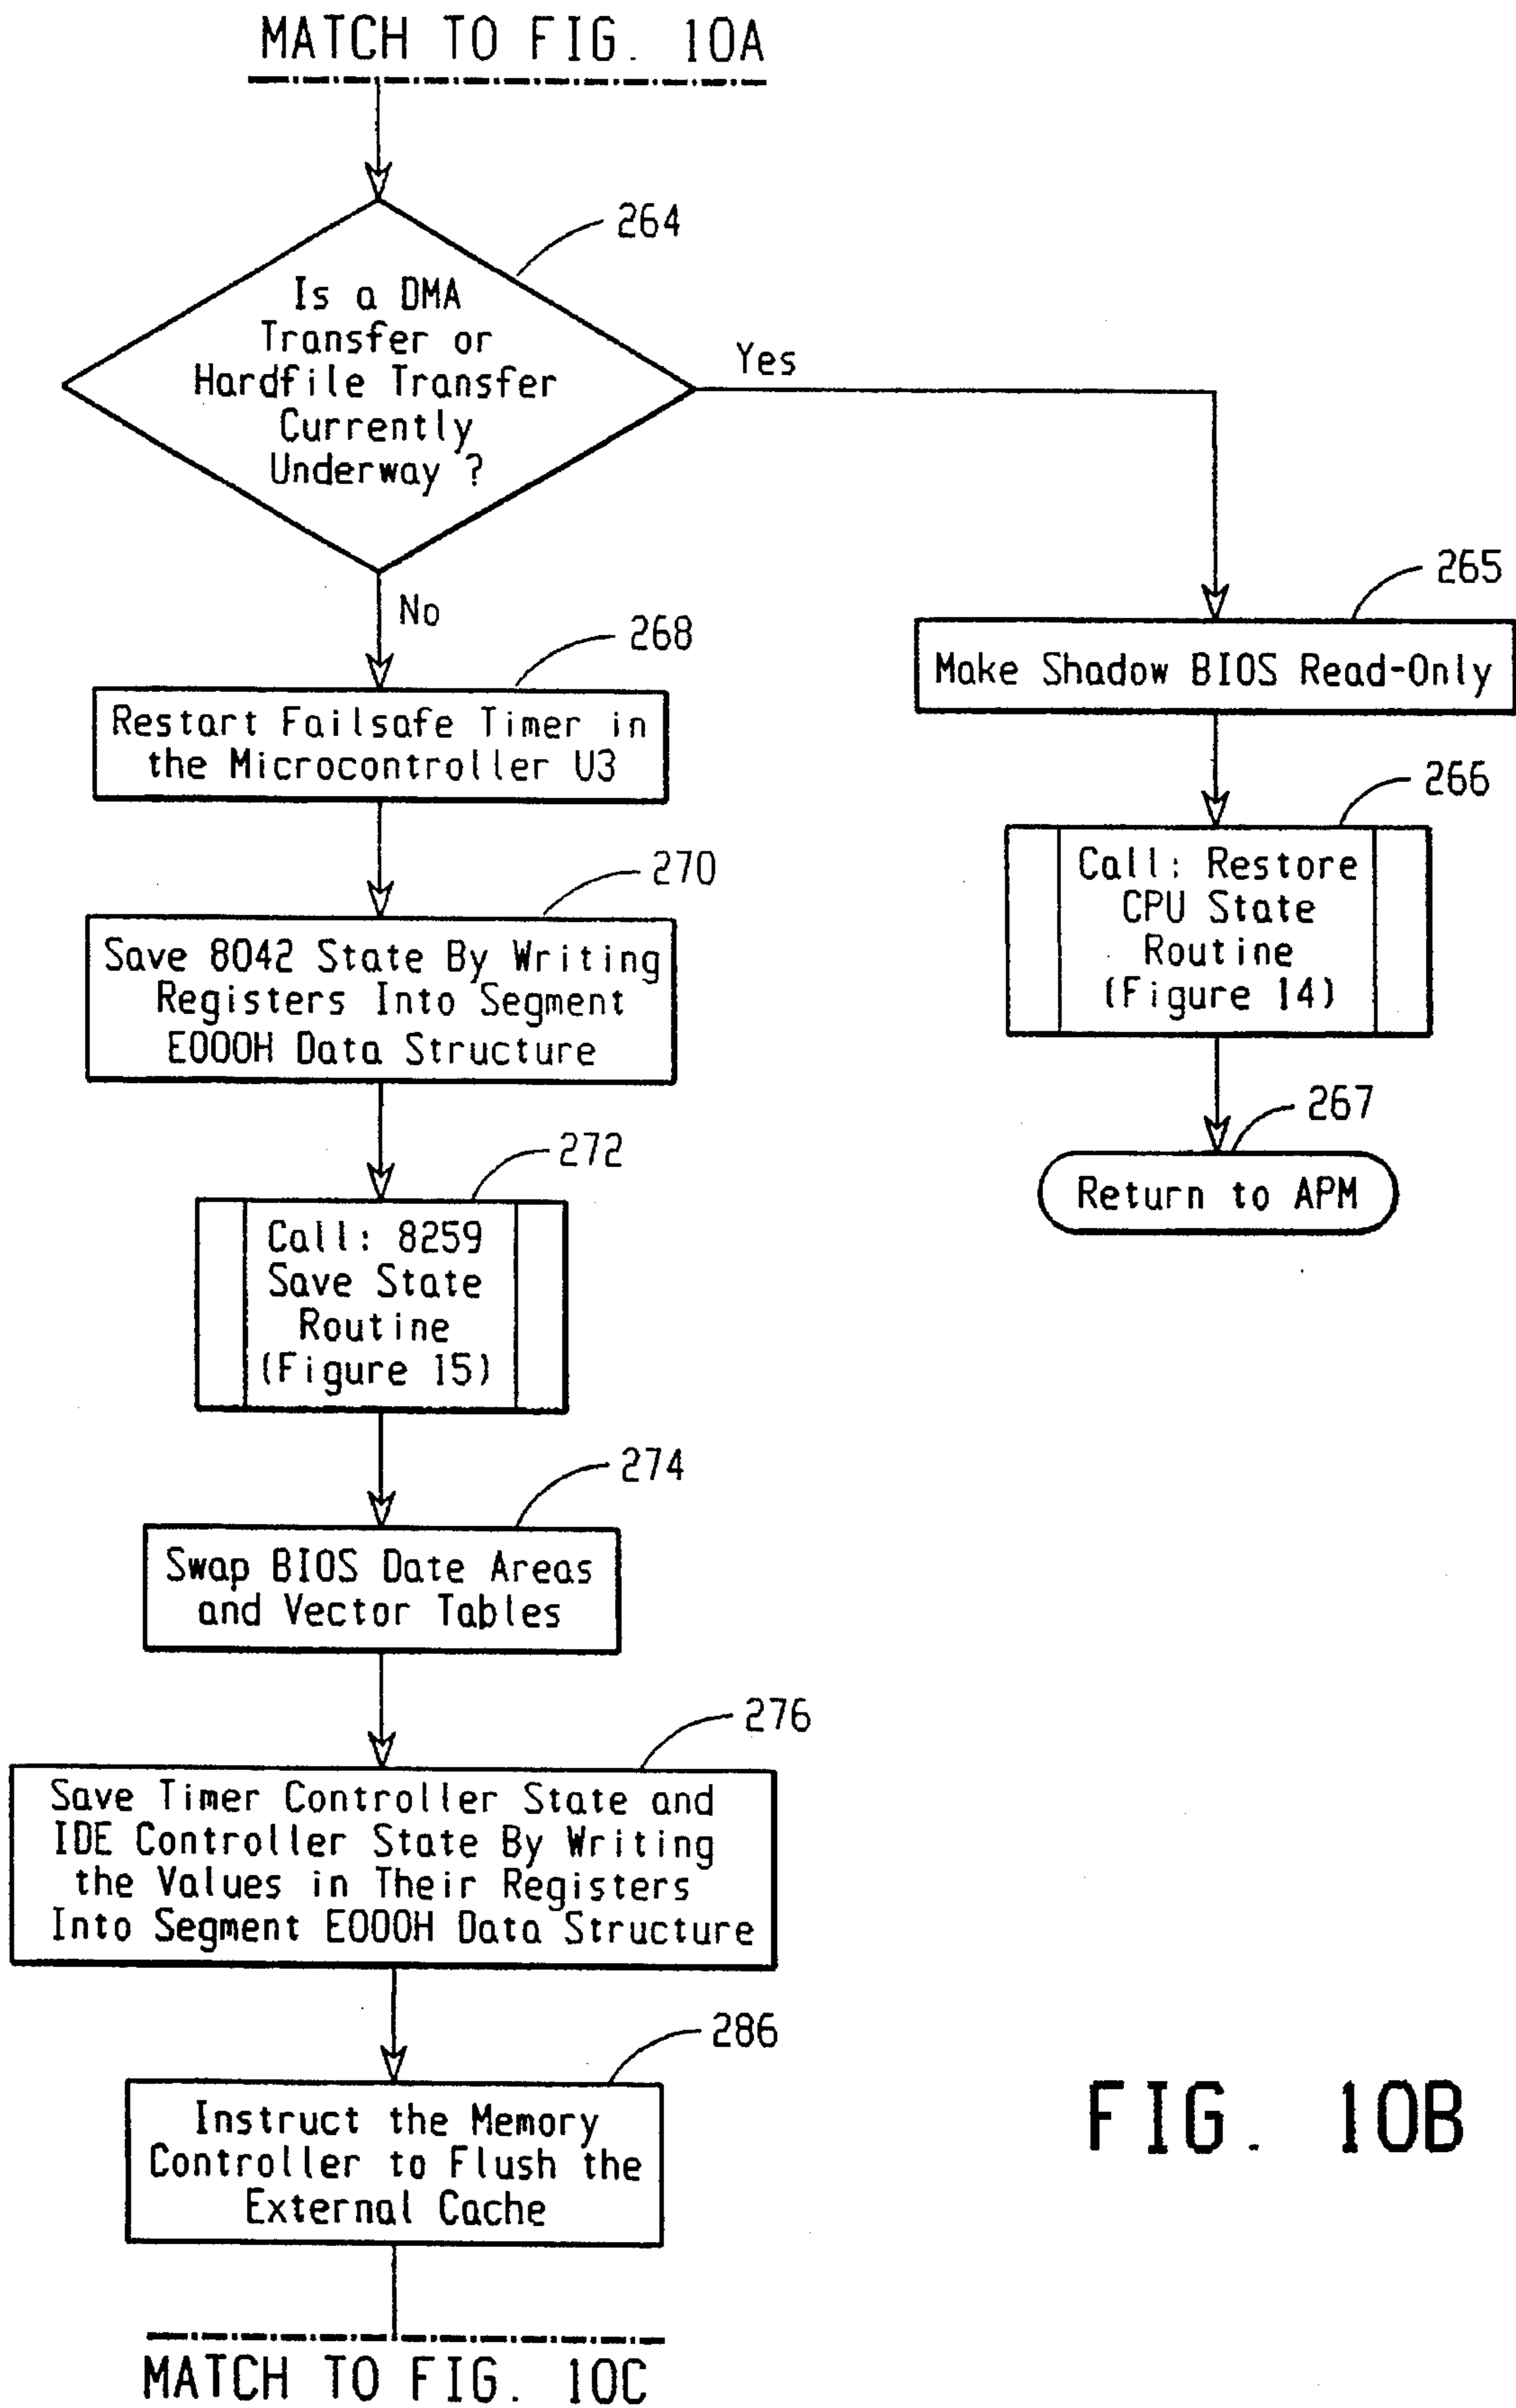 MATCH TO FIG. 10A
264
Is a DMA
Transfer or
Hardfile Transfer
Currently
Underway ?
Yes
No
265
Make Shadow BIOS Read-Only
266
Call: Restore
CPU State
Routine
(Figure 14)
267
Return to APM
268
Restart Failsafe Timer in
the Microcontroller U3
270
Save 8042 State By Writing
Registers Into Segment
E000H Data Structure
272
Call: 8259
Save State
Routine
(Figure 15)
274
Swap BIOS Date Areas
and Vector Tables
276
Save Timer Controller State and
IDE Controller State By Writing
the Values in Their Registers
Into Segment E000H Data Structure
286
Instruct the Memory
Controller to Flush the
External Cache
MATCH TO FIG. 10C
FIG. 10B